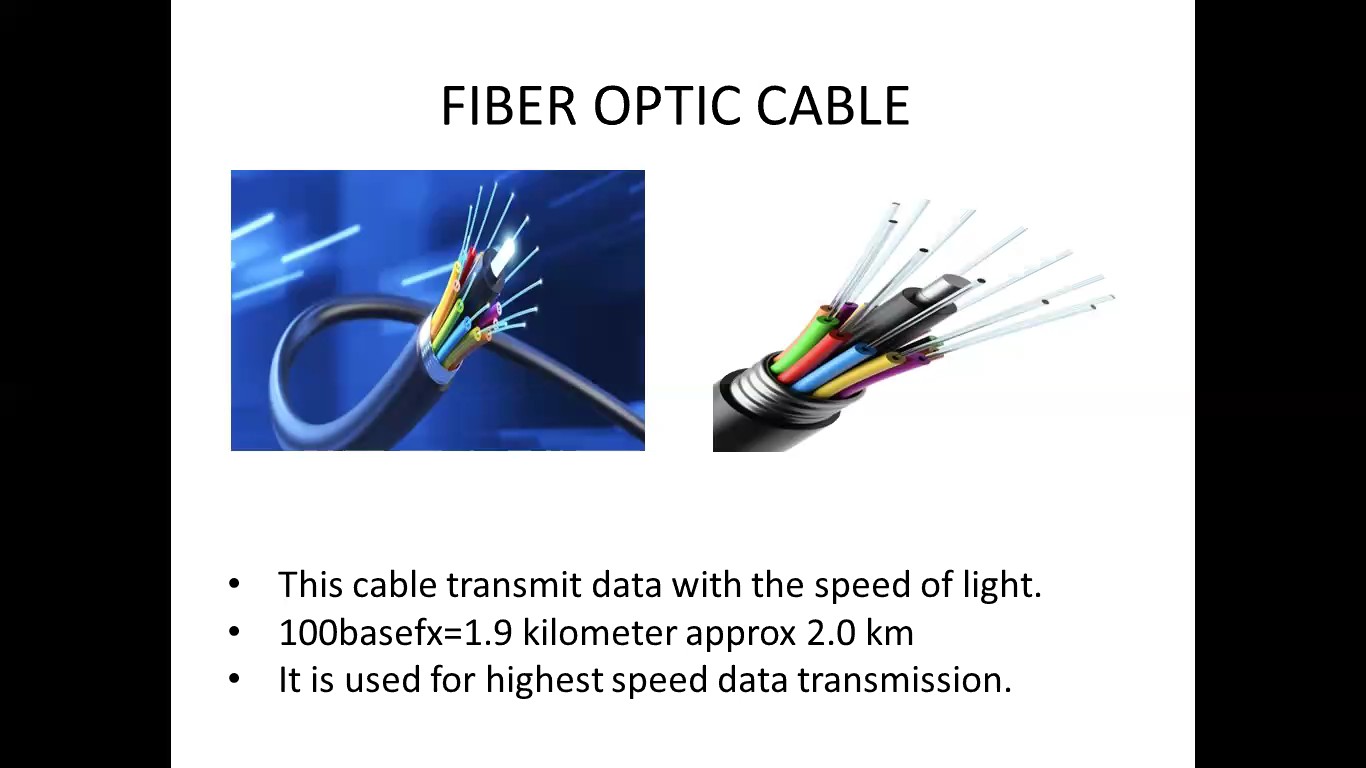 FIBER OPTIC CABLE
• This cable transmit data with the speed of light.
• 100basefx=1.9 kilometer approx 2.0 km
• It is used for highest speed data transmission.